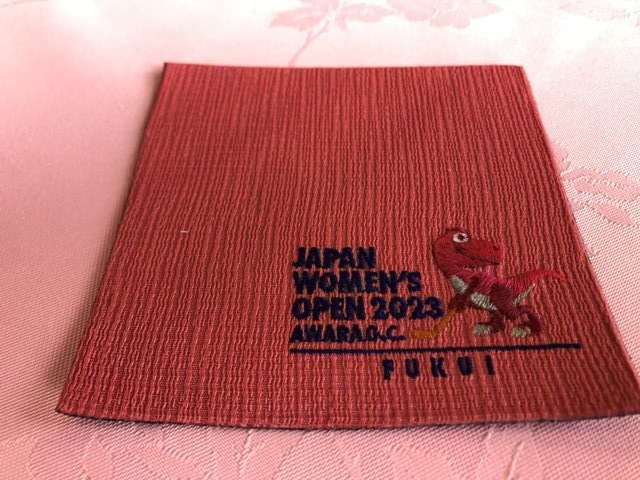 JAPAN
WOMEN'S
OPEN 2023
AWARA G.C.
FUKUI